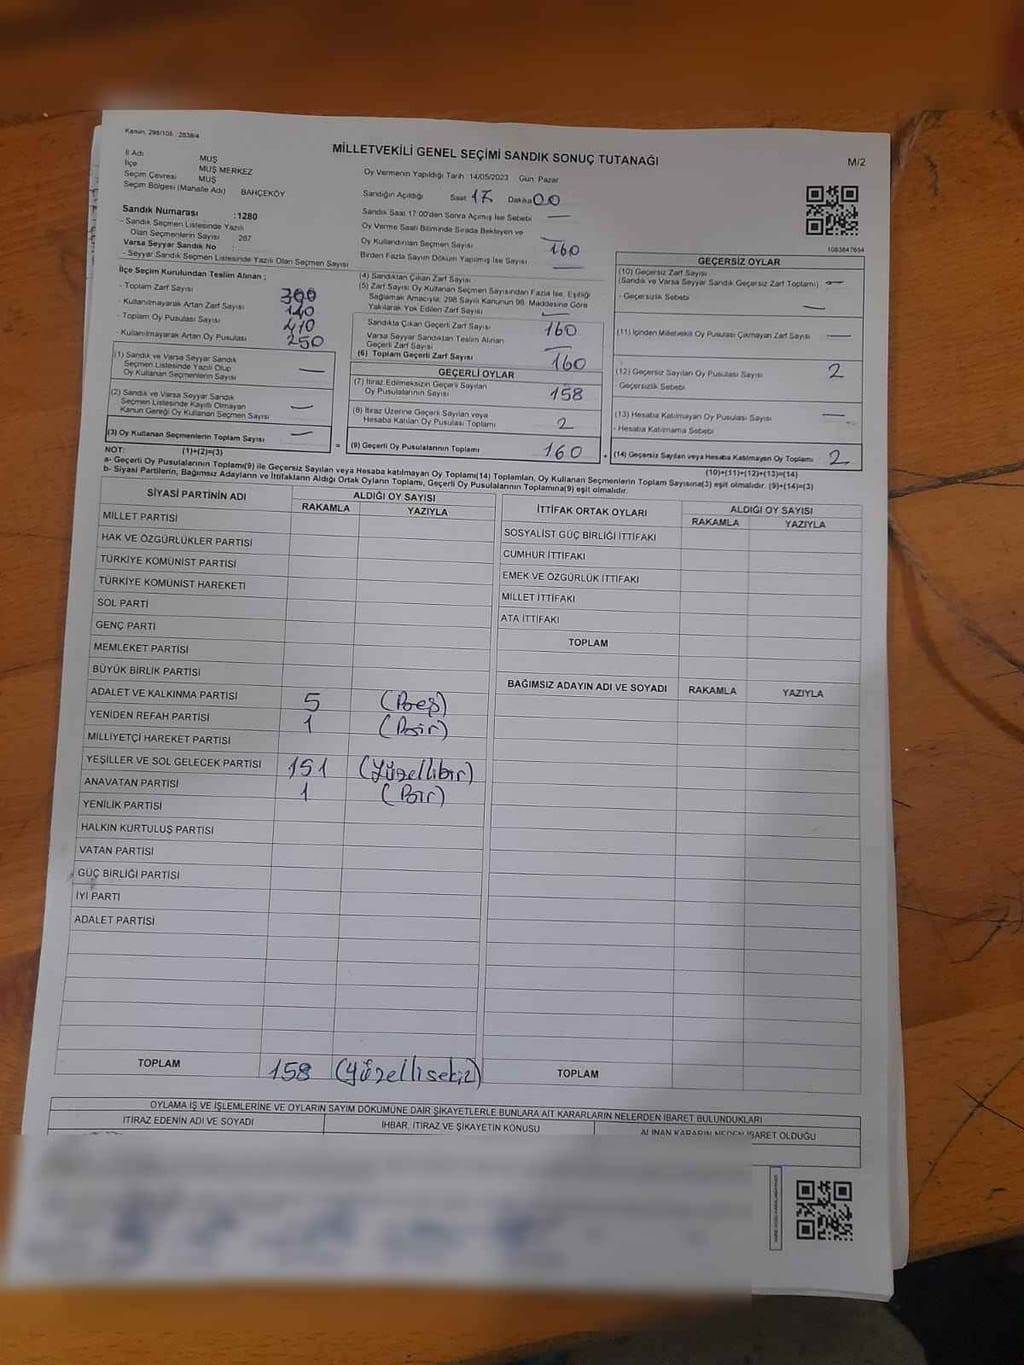 Kanun, 298/105 : 2839/4
MİLLETVEKİLİ GENEL SEÇİMİ SANDIK SONUÇ TUTANAĞI
M/2
İl Adı MUŞ
İlçe MUŞ MERKEZ
Seçim Çevresi MUŞ
Seçim Bölgesi (Mahalle Adı) BAHÇEKÖY
Sandık Numarası :1280
- Sandık Seçmen Listesinde Yazılı
Olan Seçmenlerin Sayısı : 267
Varsa Seyyar Sandık No :
- Seyyar Sandık Seçmen Listesinde Yazılı Olan Seçmen Sayısı
İlçe Seçim Kurulundan Teslim Alınan ;
- Toplam Zarf Sayısı 300
- Kullanılmayarak Artan Zarf Sayısı 140
- Toplam Oy Pusulası Sayısı 410
- Kullanılmayarak Artan Oy Pusulası 250
(1) Sandık ve Varsa Seyyar Sandık
Seçmen Listesinde Yazılı Olup
Oy Kullanan Seçmenlerin Sayısı —
(2) Sandık ve Varsa Seyyar Sandık
Seçmen Listesinde Kayıtlı Olmayan
Kanun Gereği Oy Kullanan Seçmen Sayısı —
(3) Oy Kullanan Seçmenlerin Toplam Sayısı —
(1)+(2)=(3)
Oy Vermenin Yapıldığı Tarih :14/05/2023 Gün: Pazar
Sandığın Açıldığı Saat 17 Dakika 00
Sandık Saat 17:00'den Sonra Açımış İse Sebebi —
Oy Verme Saati Bitiminde Sırada Bekleyen ve
Oy Kullandırılan Seçmen Sayısı — 160
Birden Fazla Sayım Döküm Yapılmış İse Sayısı —
(4) Sandıktan Çıkan Zarf Sayısı
(5) Zarf Sayısı Oy Kullanan Seçmen Sayısından Fazla İse, Eşitliği
Sağlamak Amacıyla, 298 Sayılı Kanunun 98. Maddesine Göre
Yakılarak Yok Edilen Zarf Sayısı —
Sandıkta Çıkan Geçerli Zarf Sayısı 160
Varsa Seyyar Sandıktan Teslim Alınan
Geçerli Zarf Sayısı —
(6) Toplam Geçerli Zarf Sayısı 160
GEÇERLİ OYLAR
(7) İtiraz Edilmeksizin Geçerli Sayılan
Oy Pusulalarının Sayısı 158
(8) İtiraz Üzerine Geçerli Sayılan veya
Hesaba Katılan Oy Pusulaları Toplamı 2
= (9) Geçerli Oy Pusulalarının Toplamı 160
1083847654
GEÇERSİZ OYLAR
(10) Geçersiz Zarf Sayısı
(Sandık ve Varsa Seyyar Sandık Geçersiz Zarf Toplamı) —
- Geçersizlik Sebebi —
(11) İçinden Milletvekili Oy Pusulası Çıkmayan Zarf Sayısı —
(12) Geçersiz Sayılan Oy Pusulası Sayısı 2
- Geçersizlik Sebebi
(13) Hesaba Katılmayan Oy Pusulası Sayısı —
- Hesaba Katılmama Sebebi —
+ (14) Geçersiz Sayılan veya Hesaba Katılmayan Oy Toplamı 2
(10)+(11)+(12)+(13)=(14)
NOT:
a- Geçerli Oy Pusulalarının Toplamı(9) ile Geçersiz Sayılan veya Hesaba katılmayan Oy Toplamı(14) Toplamları, Oy Kullanan Seçmenlerin Toplam Sayısına(3) eşit olmalıdır. (9)+(14)=(3)
b- Siyasi Partilerin, Bağımsız Adayların ve İttifakların Aldığı Ortak Oyların Toplamı, Geçerli Oy Pusulalarının Toplamına(9) eşit olmalıdır.
SİYASİ PARTİNİN ADI ALDIĞI OY SAYISI
RAKAMLA YAZIYLA
MİLLET PARTİSİ
HAK VE ÖZGÜRLÜKLER PARTİSİ
TÜRKİYE KOMÜNİST PARTİSİ
TÜRKİYE KOMÜNİST HAREKETİ
SOL PARTİ
GENÇ PARTİ
MEMLEKET PARTİSİ
BÜYÜK BİRLİK PARTİSİ
ADALET VE KALKINMA PARTİSİ 5 (Beş)
YENİDEN REFAH PARTİSİ 1 (Bir)
MİLLİYETÇİ HAREKET PARTİSİ
YEŞİLLER VE SOL GELECEK PARTİSİ 151 (Yüzellibir)
ANAVATAN PARTİSİ 1 (Bir)
YENİLİK PARTİSİ
HALKIN KURTULUŞ PARTİSİ
VATAN PARTİSİ
GÜÇ BİRLİĞİ PARTİSİ
İYİ PARTİ
ADALET PARTİSİ
TOPLAM 158 (Yüzellisekiz)
İTTİFAK ORTAK OYLARI ALDIĞI OY SAYISI
RAKAMLA YAZIYLA
SOSYALİST GÜÇ BİRLİĞİ İTTİFAKI
CUMHUR İTTİFAKI
EMEK VE ÖZGÜRLÜK İTTİFAKI
MİLLET İTTİFAKI
ATA İTTİFAKI
TOPLAM
BAĞIMSIZ ADAYIN ADI VE SOYADI RAKAMLA YAZIYLA
TOPLAM
OYLAMA İŞ VE İŞLEMLERİNE VE OYLARIN SAYIM DÖKÜMÜNE DAİR ŞİKAYETLERLE BUNLARA AİT KARARLARIN NELERDEN İBARET BULUNDUKLARI
İTİRAZ EDENİN ADI VE SOYADI İHBAR, İTİRAZ VE ŞİKAYETİN KONUSU ALINAN KARARIN NEDEN İBARET OLDUĞU